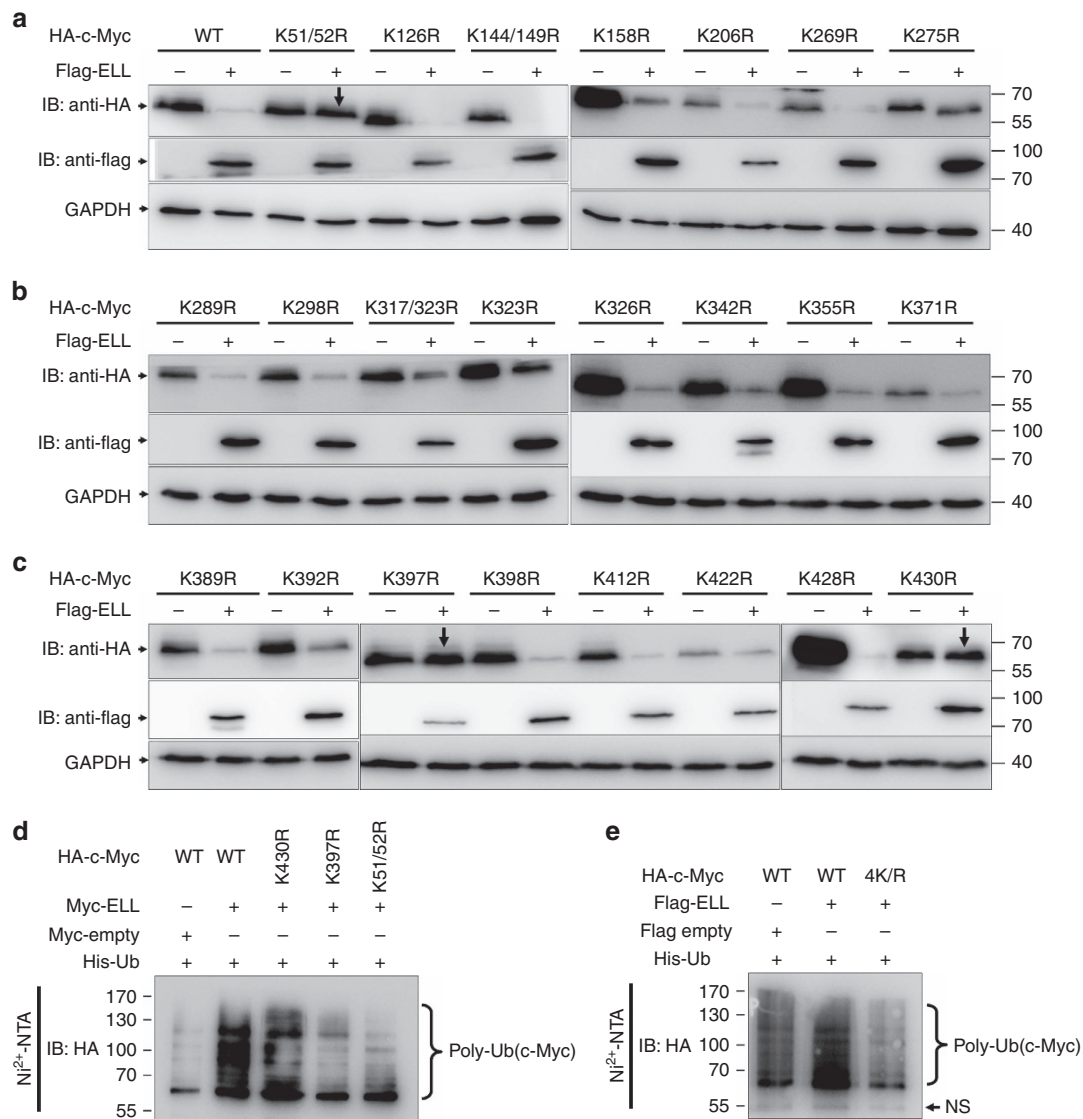 a
HA-c-Myc WT K51/52R K126R K144/149R K158R K206R K269R K275R
Flag-ELL – + – + – + – + – + – + – + – +
IB: anti-HA 70
55
IB: anti-flag 100
70
GAPDH 40
b
HA-c-Myc K289R K298R K317/323R K323R K326R K342R K355R K371R
Flag-ELL – + – + – + – + – + – + – + – +
IB: anti-HA 70
55
IB: anti-flag 100
70
GAPDH 40
c
HA-c-Myc K389R K392R K397R K398R K412R K422R K428R K430R
Flag-ELL – + – + – + – + – + – + – + – +
IB: anti-HA 70
55
IB: anti-flag 100
70
GAPDH 40
d
HA-c-Myc WT WT K430R K397R K51/52R
Myc-ELL – + + + +
Myc-empty + – – – –
His-Ub + + + + +
Ni2+-NTA
IB: HA
170
130
100
70
55
Poly-Ub(c-Myc)
e
HA-c-Myc WT WT 4K/R
Flag-ELL – + +
Flag empty + – –
His-Ub + + +
Ni2+-NTA
IB: HA
170
130
100
70
55
Poly-Ub(c-Myc)
NS